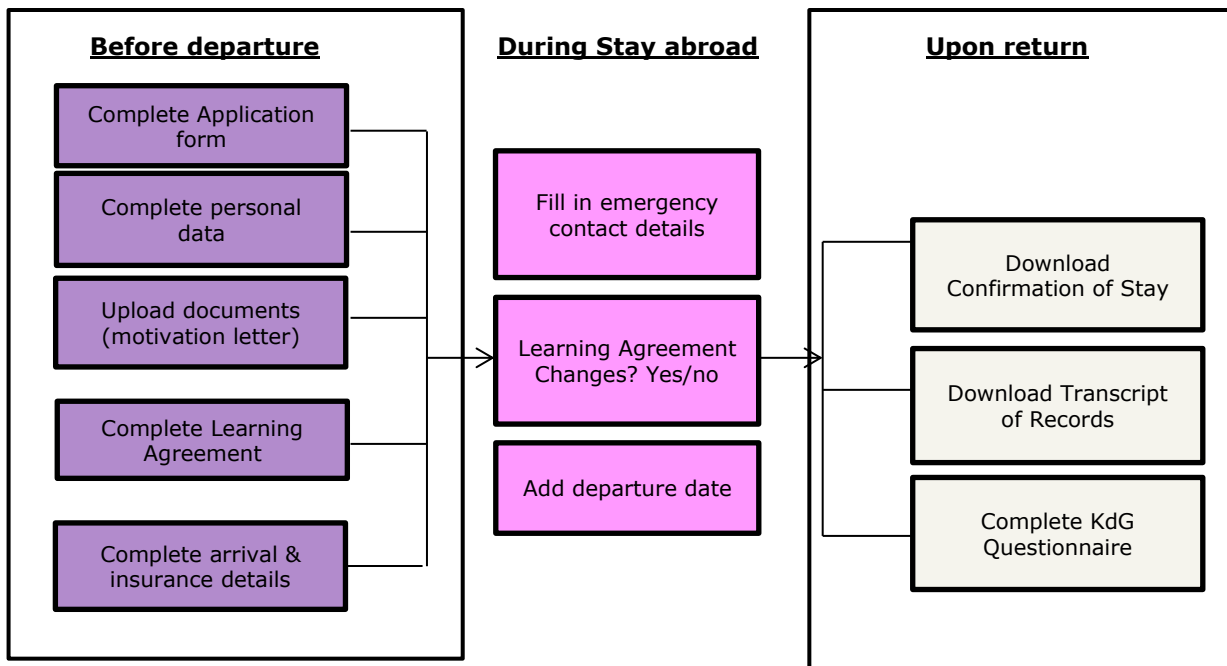 Before departure
Complete Application
form
Complete personal
data
Upload documents
(motivation letter)
Complete Learning
Agreement
Complete arrival &
insurance details
During Stay abroad
Fill in emergency
contact details
Learning Agreement
Changes? Yes/no
Add departure date
Upon return
Download
Confirmation of Stay
Download Transcript
of Records
Complete KdG
Questionnaire